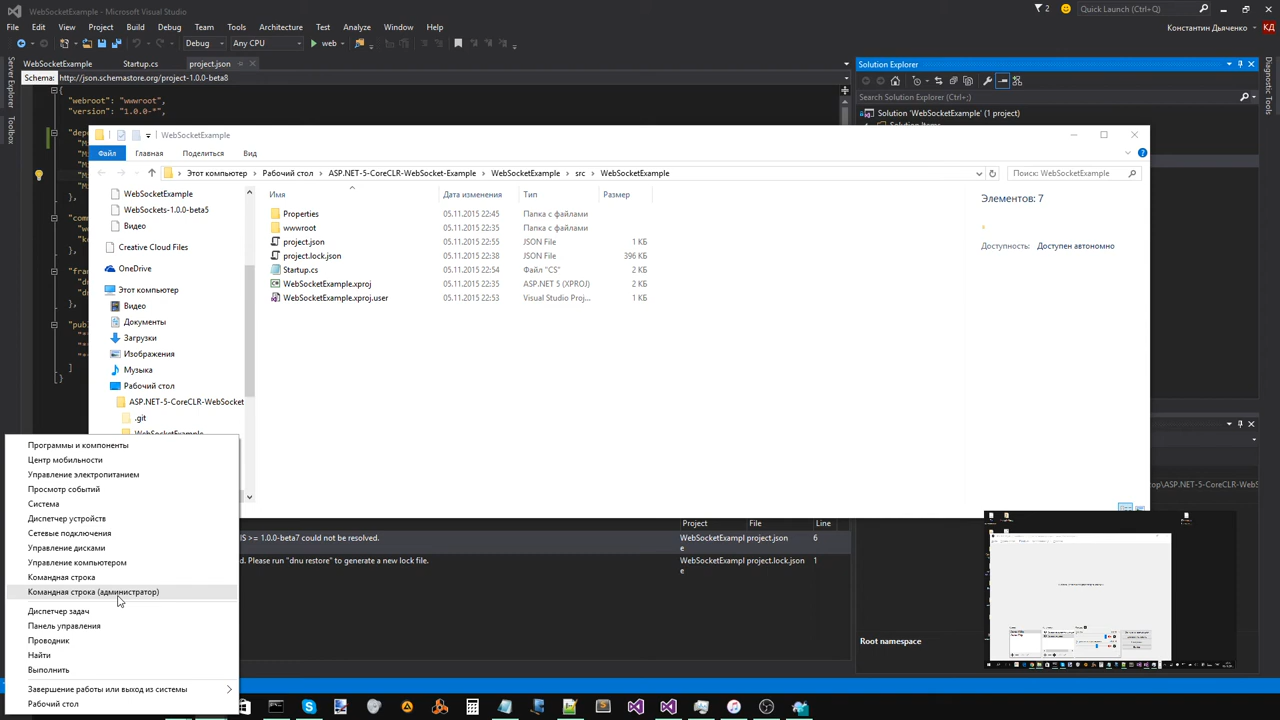 WebSocketExample - Microsoft Visual Studio
2
Quick Launch (Ctrl+Q)
File Edit View Project Build Debug Team Tools Architecture Test Analyze Window Help
Константин Дьяченко КД
Debug Any CPU web
WebSocketExample Startup.cs project.json
Schema: http://json.schemastore.org/project-1.0.0-beta8
Server Explorer
Toolbox
Diagnostic Tools
{
"webroot": "wwwroot",
"version": "1.0.0-*",
Solution Explorer
Search Solution Explorer (Ctrl+;)
Solution 'WebSocketExample' (1 project)
WebSocketExample
Файл Главная Поделиться Вид
Этот компьютер Рабочий стол ASP.NET-5-CoreCLR-WebSocket-Example WebSocketExample src WebSocketExample
Поиск: WebSocketExample
WebSocketExample
WebSockets-1.0.0-beta5
Видео
Creative Cloud Files
OneDrive
Этот компьютер
Видео
Документы
Загрузки
Изображения
Музыка
Рабочий стол
ASP.NET-5-CoreCLR-WebSocket
.git
WebSocketExample
Имя Дата изменения Тип Размер
Properties 05.11.2015 22:45 Папка с файлами
wwwroot 05.11.2015 22:35 Папка с файлами
project.json 05.11.2015 22:55 JSON File 1 КБ
project.lock.json 05.11.2015 22:38 JSON File 396 КБ
Startup.cs 05.11.2015 22:54 Файл "CS" 2 КБ
WebSocketExample.xproj 05.11.2015 22:35 ASP.NET 5 (XPROJ) 2 КБ
WebSocketExample.xproj.user 05.11.2015 22:53 Visual Studio Proj... 1 КБ
Элементов: 7
Доступность: Доступен автономно
Программы и компоненты
Центр мобильности
Управление электропитанием
Просмотр событий
Система
Диспетчер устройств
Сетевые подключения
Управление дисками
Управление компьютером
Командная строка
Командная строка (администратор)
Диспетчер задач
Панель управления
Проводник
Найти
Выполнить
Завершение работы или выход из системы
Рабочий стол
Project File Line
IS >= 1.0.0-beta7 could not be resolved. WebSocketExampl project.json 6
e
ed. Please run "dnu restore" to generate a new lock file. WebSocketExampl project.lock.json
e
Root namespace